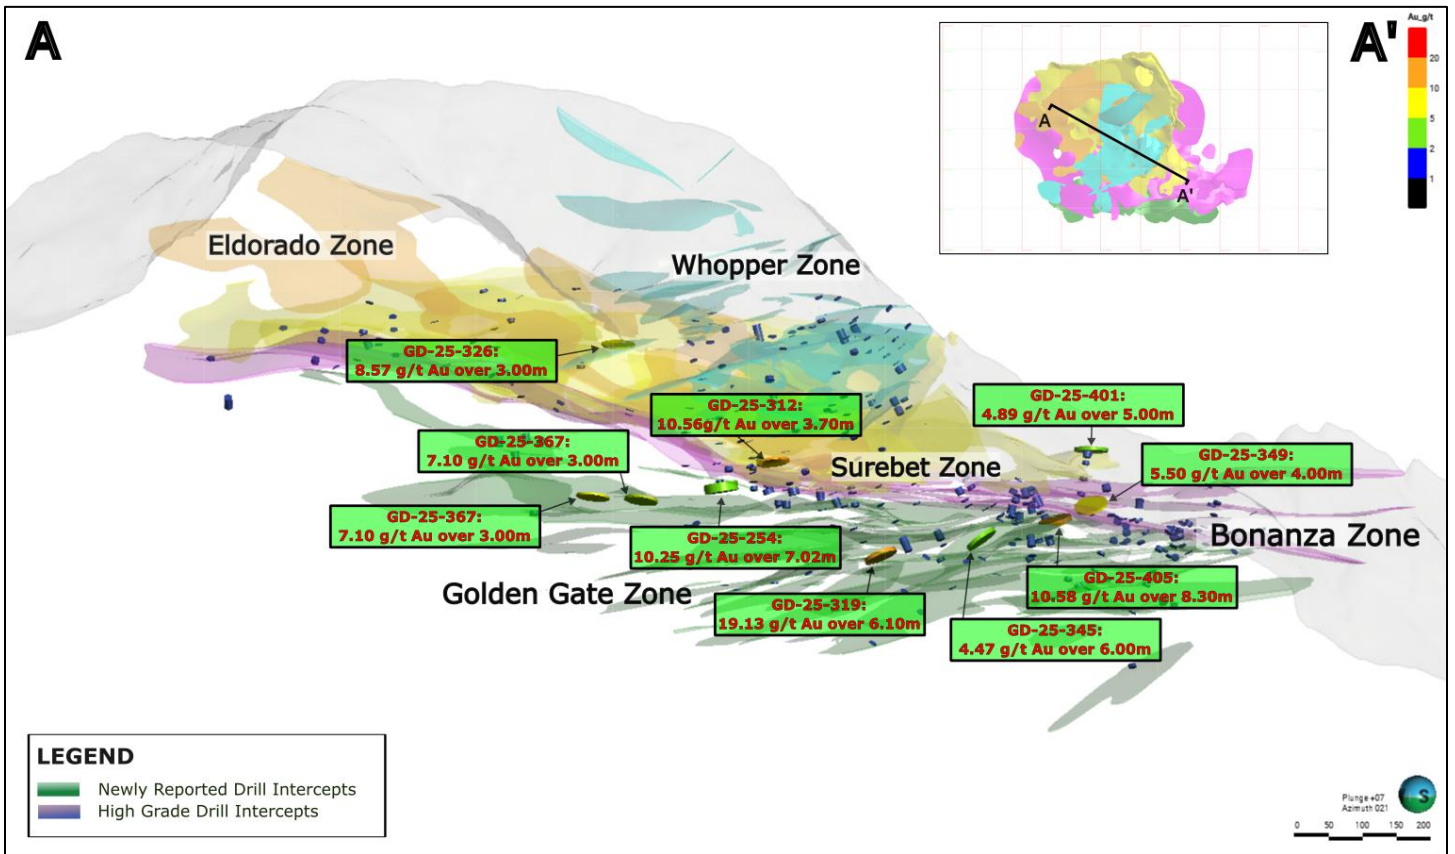 A
A'
Au_g/t
20
10
5
2
1
A
A'
Eldorado Zone
Whopper Zone
GD-25-326:
8.57 g/t Au over 3.00m
GD-25-312:
10.56g/t Au over 3.70m
GD-25-401:
4.89 g/t Au over 5.00m
GD-25-367:
7.10 g/t Au over 3.00m
Surebet Zone
GD-25-349:
5.50 g/t Au over 4.00m
GD-25-367:
7.10 g/t Au over 3.00m
GD-25-254:
10.25 g/t Au over 7.02m
Bonanza Zone
Golden Gate Zone
GD-25-405:
10.58 g/t Au over 8.30m
GD-25-319:
19.13 g/t Au over 6.10m
GD-25-345:
4.47 g/t Au over 6.00m
LEGEND
Newly Reported Drill Intercepts
High Grade Drill Intercepts
Plunge +07
Azimuth 021
S
0 50 100 150 200